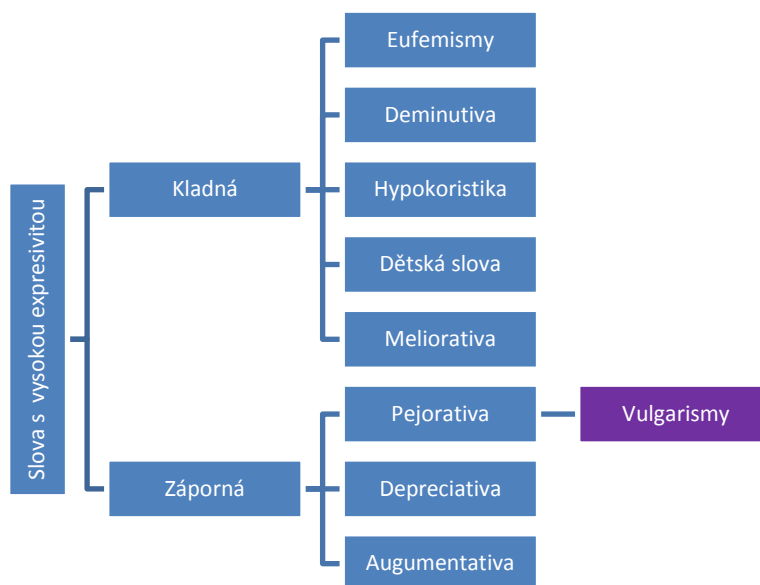 Slova s vysokou expresivitou
Kladná
Eufemismy
Deminutiva
Hypokoristika
Dětská slova
Meliorativa
Záporná
Pejorativa
Vulgarismy
Depreciativa
Augumentativa